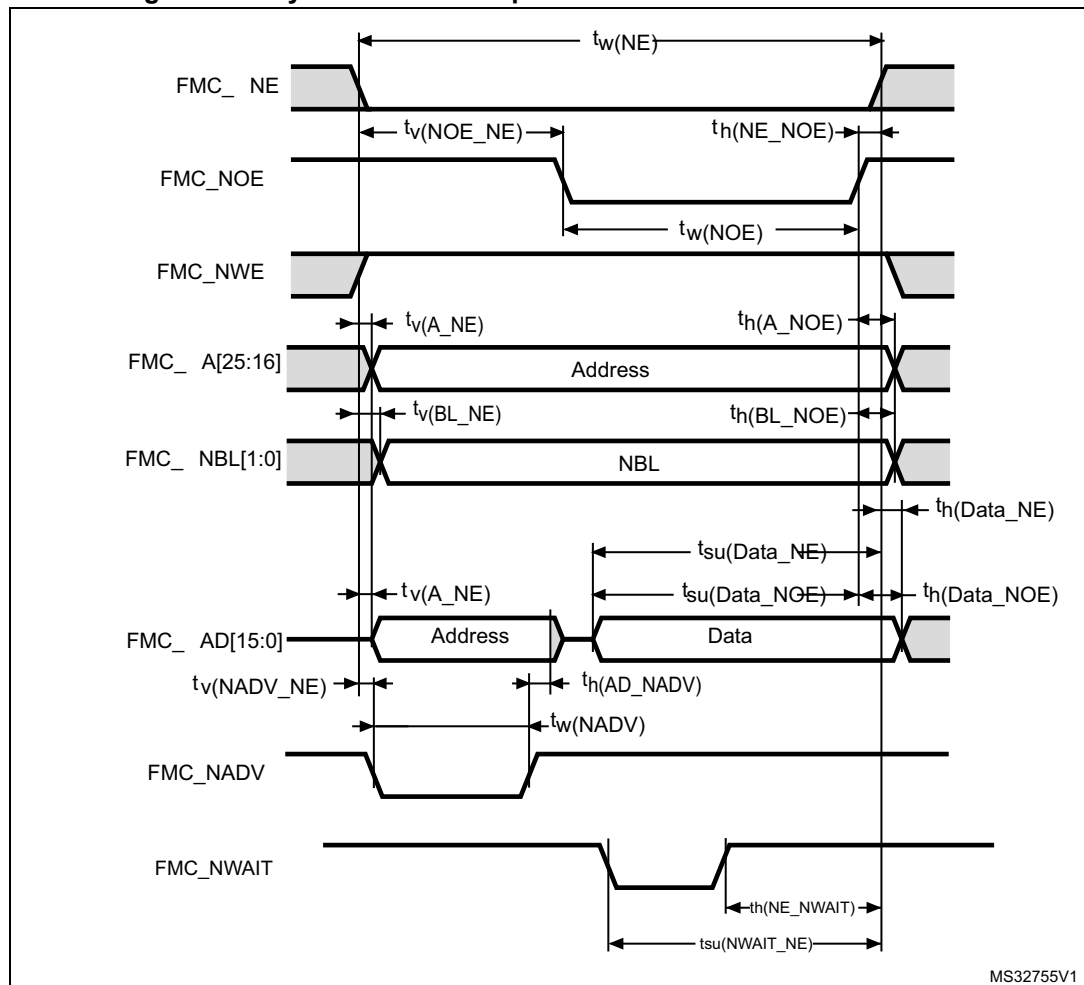 tw(NE)
FMC_ NE
tv(NOE_NE)
th(NE_NOE)
FMC_NOE
tw(NOE)
FMC_NWE
tv(A_NE)
th(A_NOE)
FMC_ A[25:16]
Address
tv(BL_NE)
th(BL_NOE)
FMC_ NBL[1:0]
NBL
th(Data_NE)
tsu(Data_NE)
tv(A_NE)
tsu(Data_NOE)
th(Data_NOE)
FMC_ AD[15:0]
Address
Data
tv(NADV_NE)
th(AD_NADV)
tw(NADV)
FMC_NADV
FMC_NWAIT
th(NE_NWAIT)
tsu(NWAIT_NE)
MS32755V1